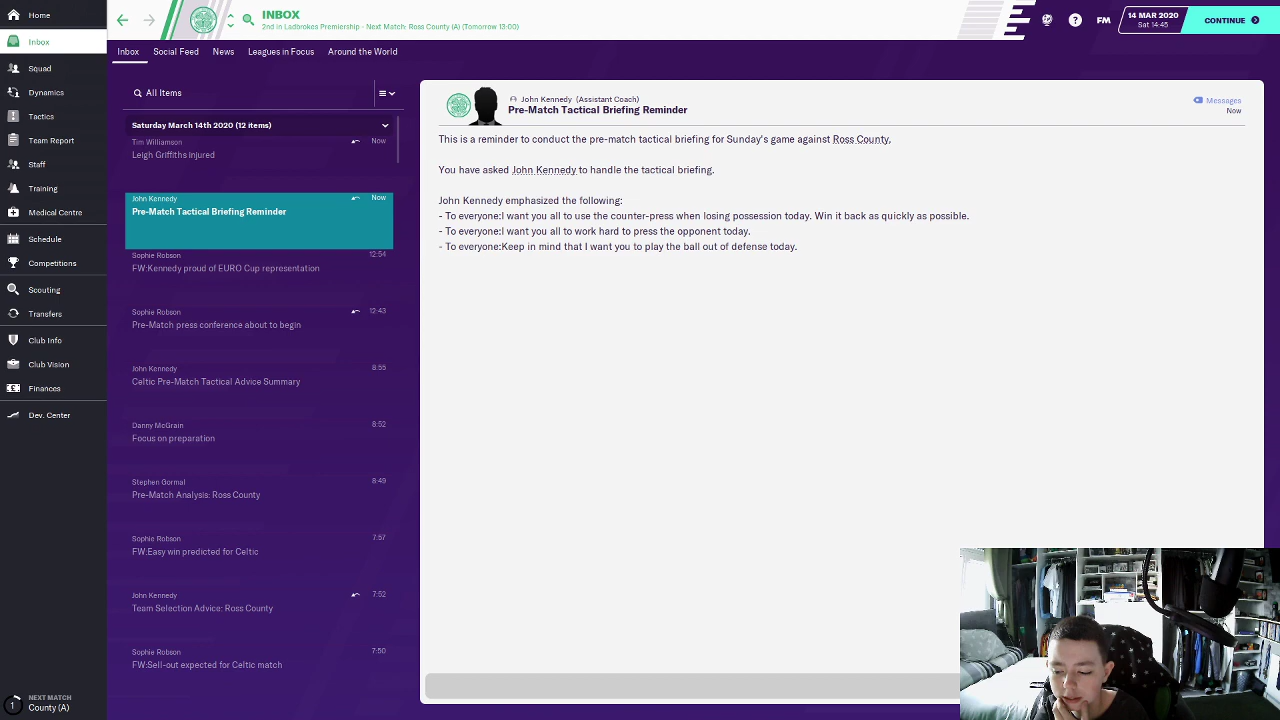 INBOX
2nd in Ladbrokes Premiership - Next Match: Ross County (A) (Tomorrow 13:00)
FM
14 MAR 2020
Sat 14:45
CONTINUE
Inbox
Squad
Dynamics
Tactics
Team Report
Staff
Training
Medical Centre
Schedule
Competitions
Scouting
Transfers
Club Info
Club Vision
Finances
Dev. Center
NEXT MATCH
1 County (A)
Inbox Social Feed News Leagues in Focus Around the World
All Items
Saturday March 14th 2020 (12 items)
Tim Williamson Now
Leigh Griffiths Injured
John Kennedy Now
Pre-Match Tactical Briefing Reminder
Sophie Robson 12:54
FW:Kennedy proud of EURO Cup representation
Sophie Robson 12:43
Pre-Match press conference about to begin
John Kennedy 8:55
Celtic Pre-Match Tactical Advice Summary
Danny McGrain 8:52
Focus on preparation
Stephen Gormal 8:49
Pre-Match Analysis: Ross County
Sophie Robson 7:57
FW:Easy win predicted for Celtic
John Kennedy 7:52
Team Selection Advice: Ross County
Sophie Robson 7:50
FW:Sell-out expected for Celtic match
John Kennedy (Assistant Coach)
Pre-Match Tactical Briefing Reminder
Messages
Now
This is a reminder to conduct the pre-match tactical briefing for Sunday's game against Ross County.
You have asked John Kennedy to handle the tactical briefing.
John Kennedy emphasized the following:
- To everyone:I want you all to use the counter-press when losing possession today. Win it back as quickly as possible.
- To everyone:I want you all to work hard to press the opponent today.
- To everyone:Keep in mind that I want you to play the ball out of defense today.